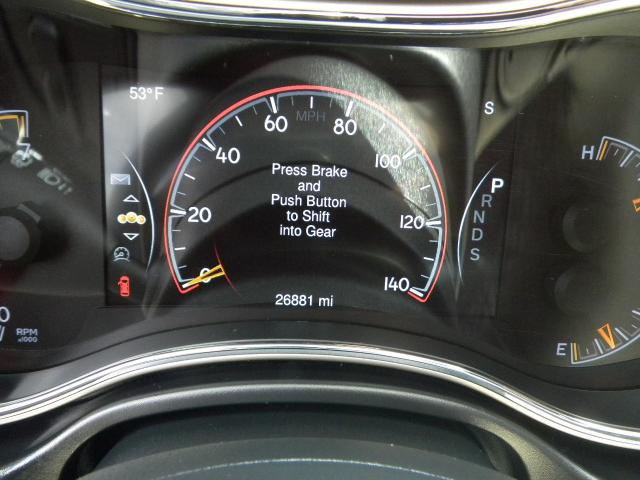 53°F
MPH
0
20
40
60
80
100
120
140
Press Brake
and
Push Button
to Shift
into Gear
26881 mi
S
P
R
N
D
S
H
E
0
RPM
x1000